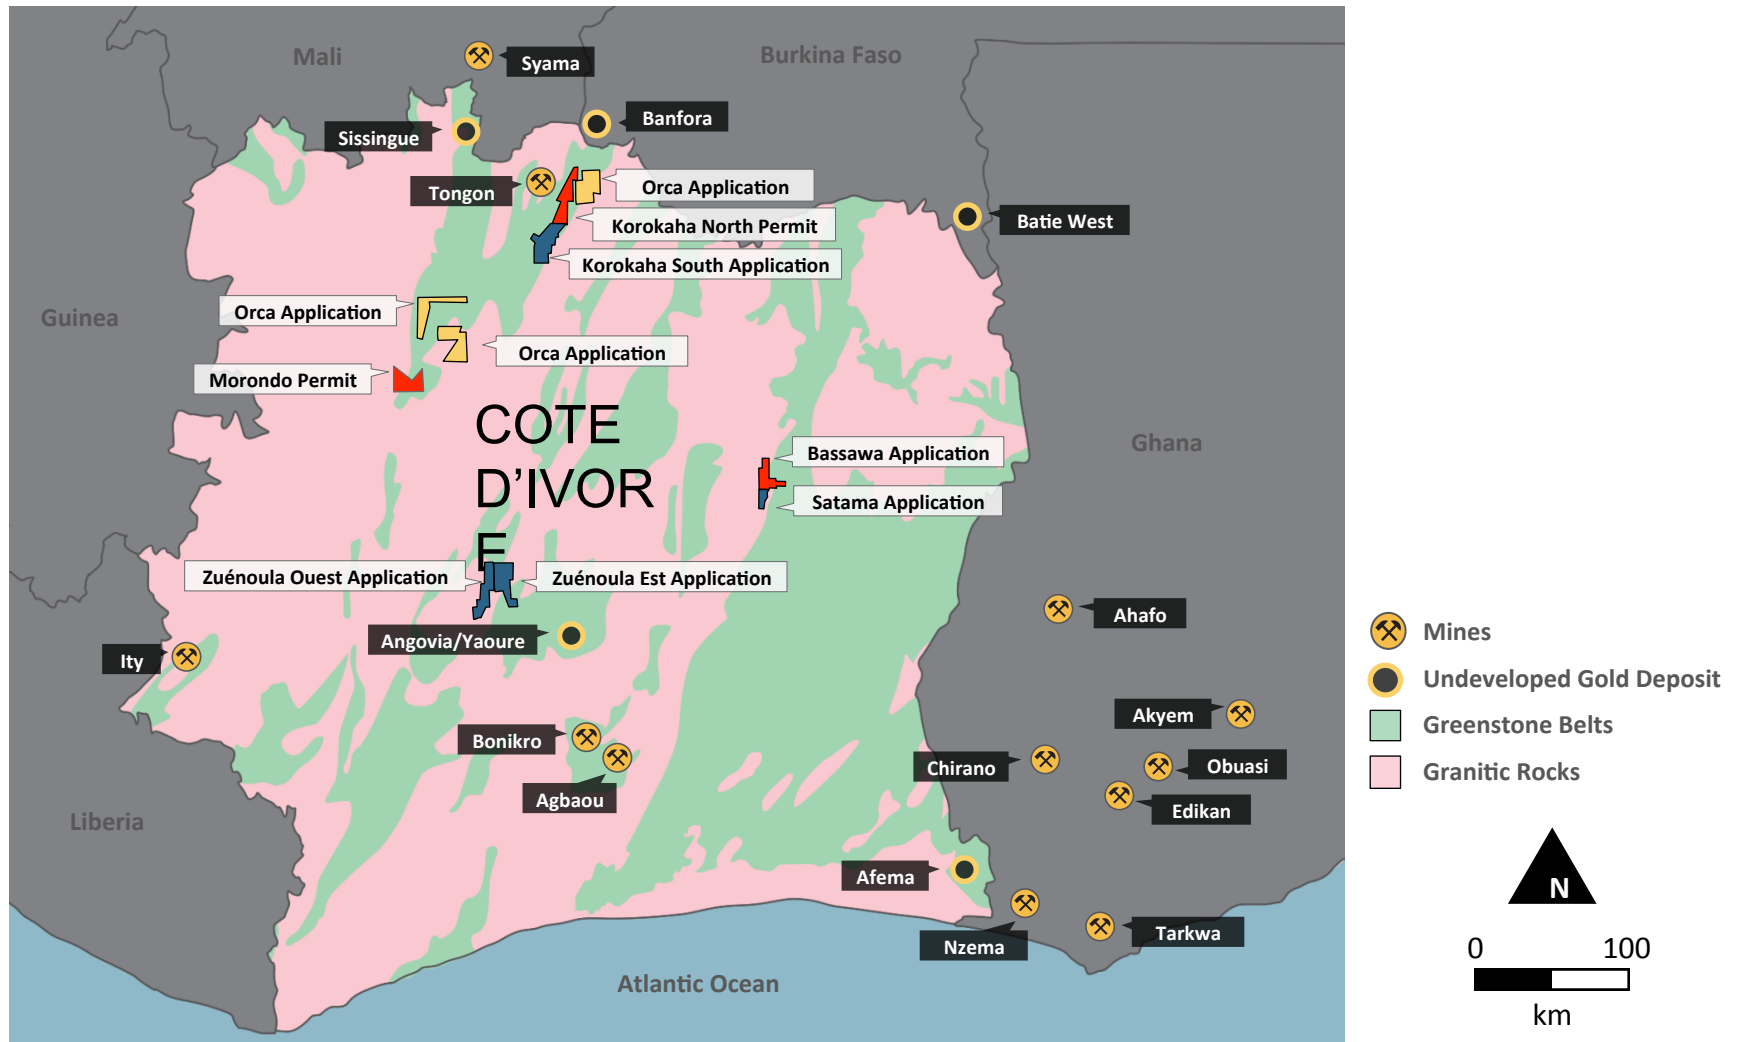 Mali
Burkina Faso
Syama
Banfora
Sissingue
Tongon
Orca Application
Korokaha North Permit
Batie West
Korokaha South Application
Guinea
Orca Application
Orca Application
Morondo Permit
COTE
D’IVOR
E
Ghana
Bassawa Application
Satama Application
Zuénoula Ouest Application
Zuénoula Est Application
Ahafo
Angovia/Yaoure
Ity
Akyem
Bonikro
Chirano
Obuasi
Agbaou
Edikan
Liberia
Afema
Nzema
Tarkwa
Atlantic Ocean
Mines
Undeveloped Gold Deposit
Greenstone Belts
Granitic Rocks
N
0 100
km